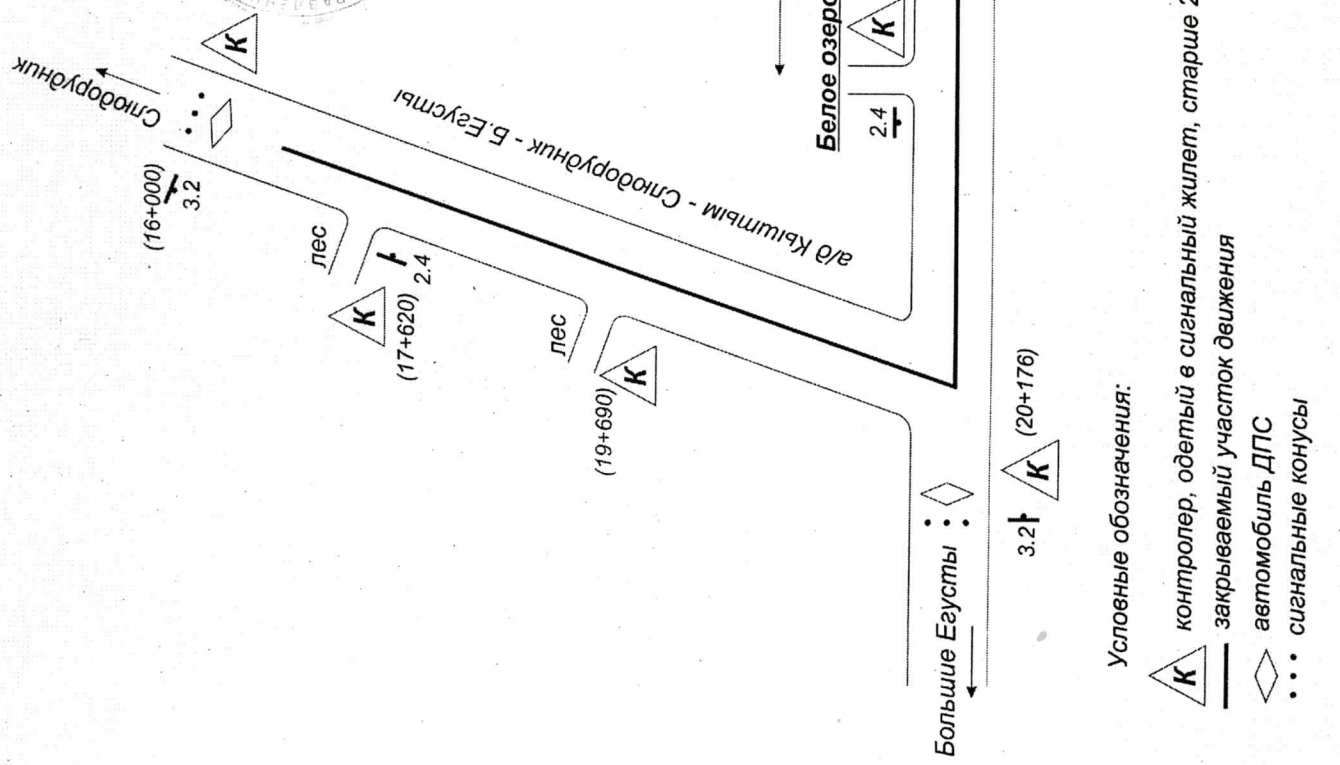 Слюдорудник
К
(16+000)
3.2
а/д Кыштым - Слюдорудник - Б.Егусты
лес
К
(17+620)
2.4
лес
К
(19+690)
Белое озеро
К
2.4
Большие Егусты
3.2
К
(20+176)
Условные обозначения:
К контролер, одетый в сигнальный жилет, старше
закрываемый участок движения
автомобиль ДПС
сигнальные конусы